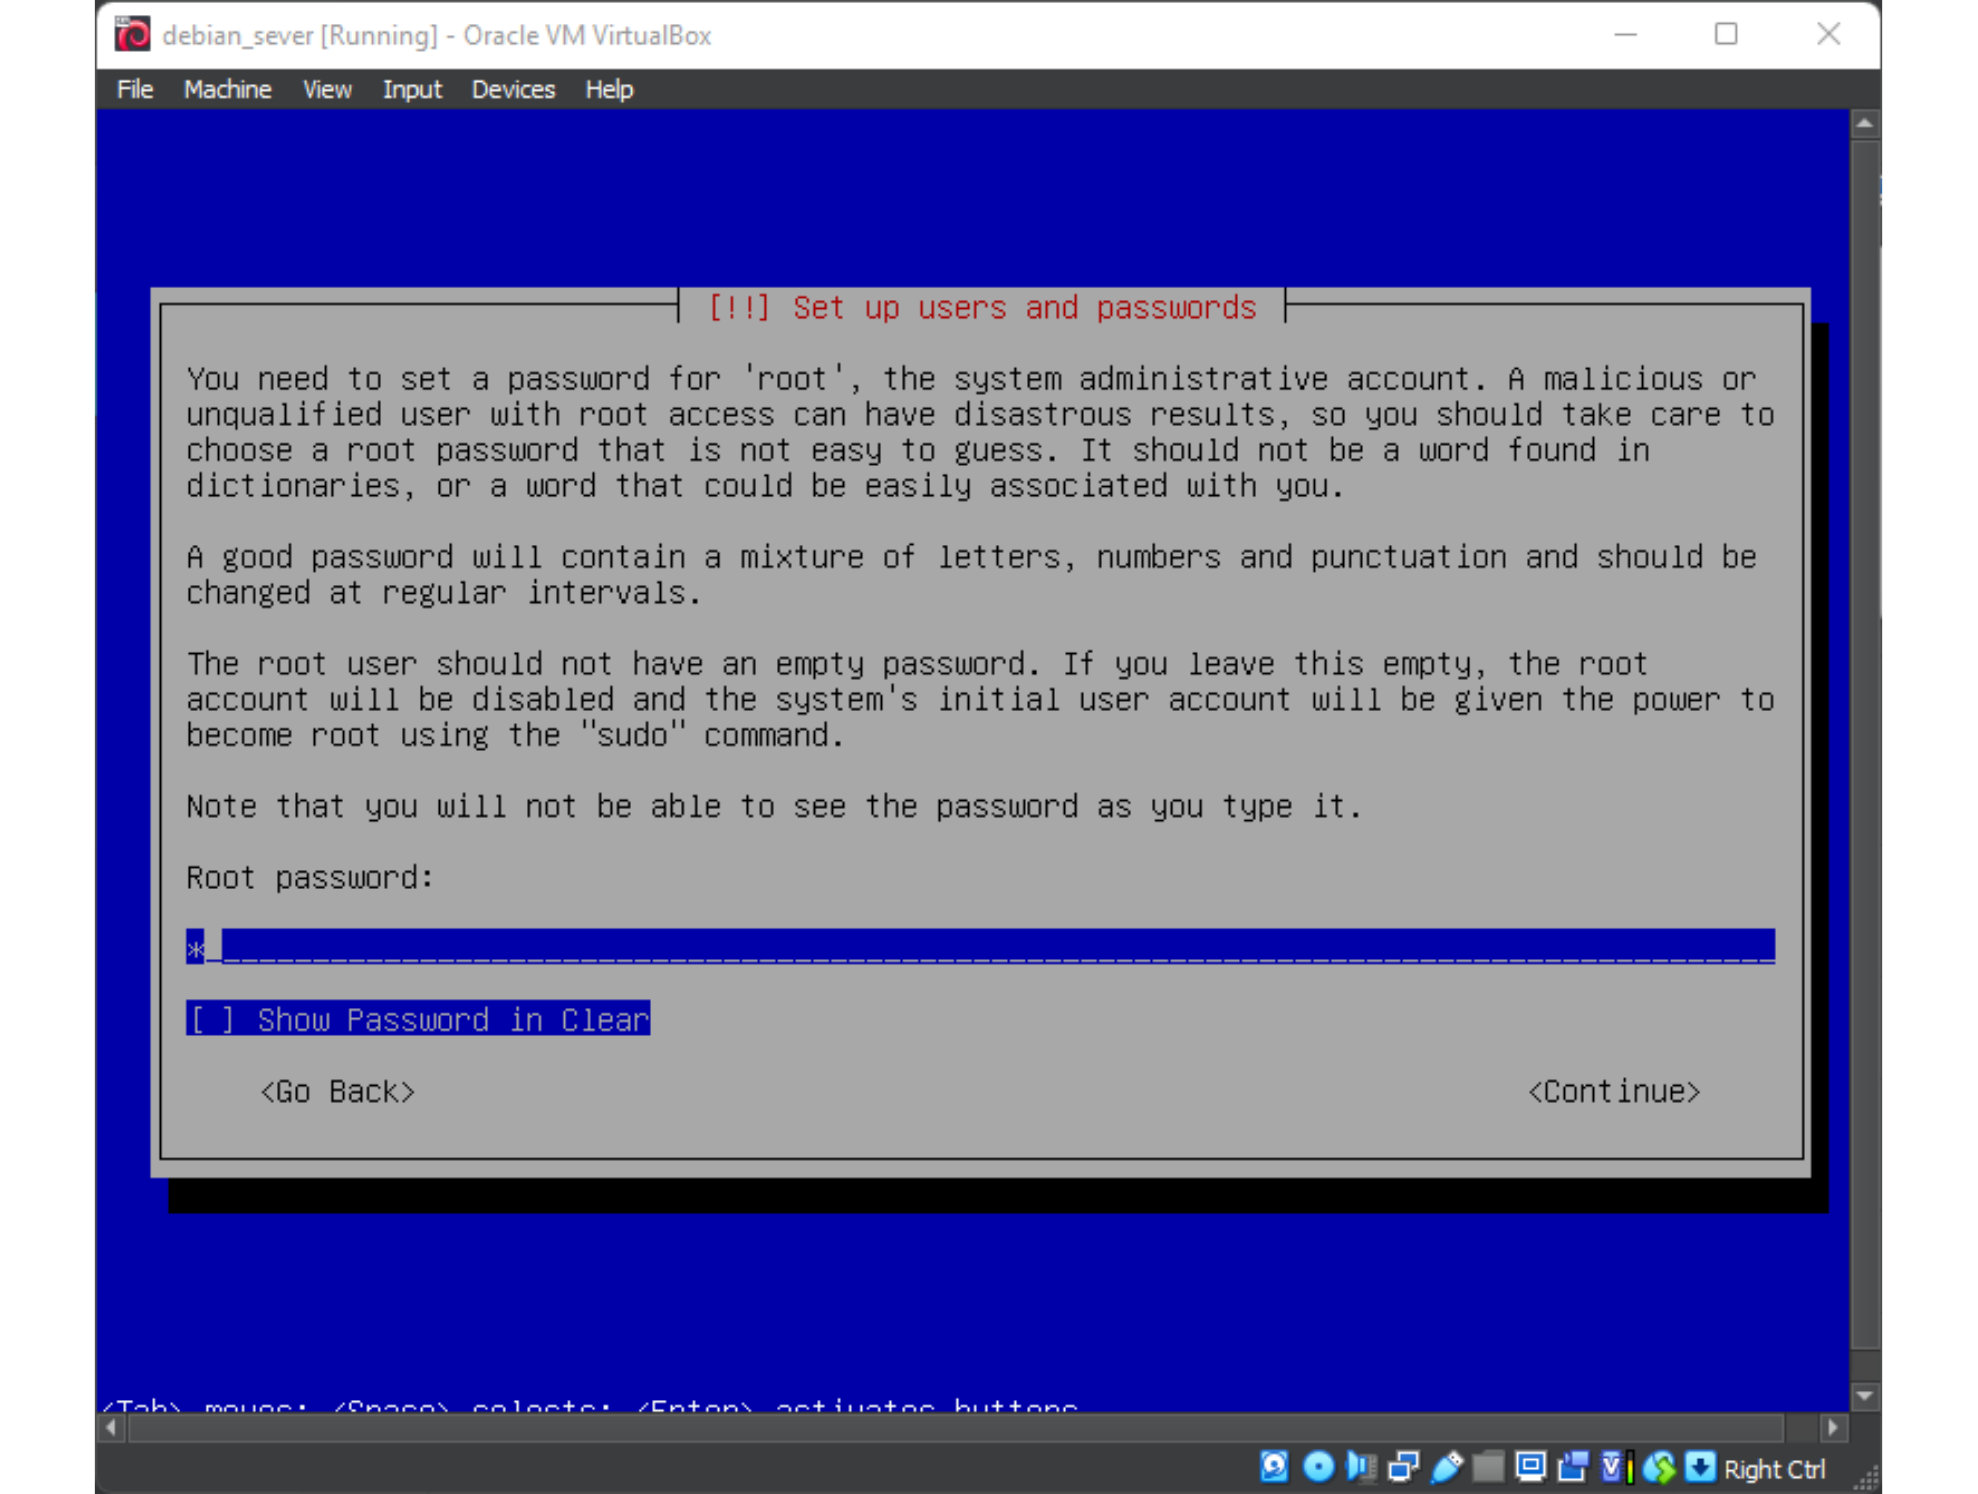 debian_sever [Running] - Oracle VM VirtualBox
File Machine View Input Devices Help
[!!] Set up users and passwords
You need to set a password for 'root', the system administrative account. A malicious or
unqualified user with root access can have disastrous results, so you should take care to
choose a root password that is not easy to guess. It should not be a word found in
dictionaries, or a word that could be easily associated with you.
A good password will contain a mixture of letters, numbers and punctuation and should be
changed at regular intervals.
The root user should not have an empty password. If you leave this empty, the root
account will be disabled and the system's initial user account will be given the power to
become root using the "sudo" command.
Note that you will not be able to see the password as you type it.
Root password:
*
[ ] Show Password in Clear
<Go Back> <Continue>
<Tab> moves; <Space> selects; <Enter> activates buttons
Right Ctrl